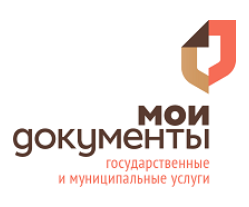 мои
документы
государственные
и муниципальные услуги